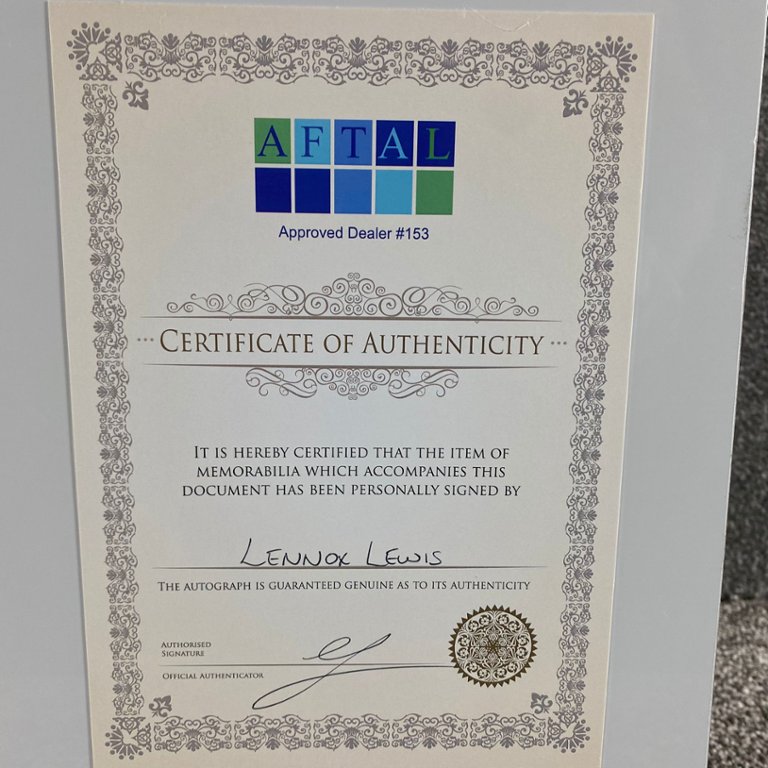 AFTAL
Approved Dealer #153
CERTIFICATE OF AUTHENTICITY
IT IS HEREBY CERTIFIED THAT THE ITEM OF
MEMORABILIA WHICH ACCOMPANIES THIS
DOCUMENT HAS BEEN PERSONALLY SIGNED BY
LENNOX LEWIS
THE AUTOGRAPH IS GUARANTEED GENUINE AS TO ITS AUTHENTICITY
AUTHORISED
SIGNATURE
OFFICIAL AUTHENTICATOR